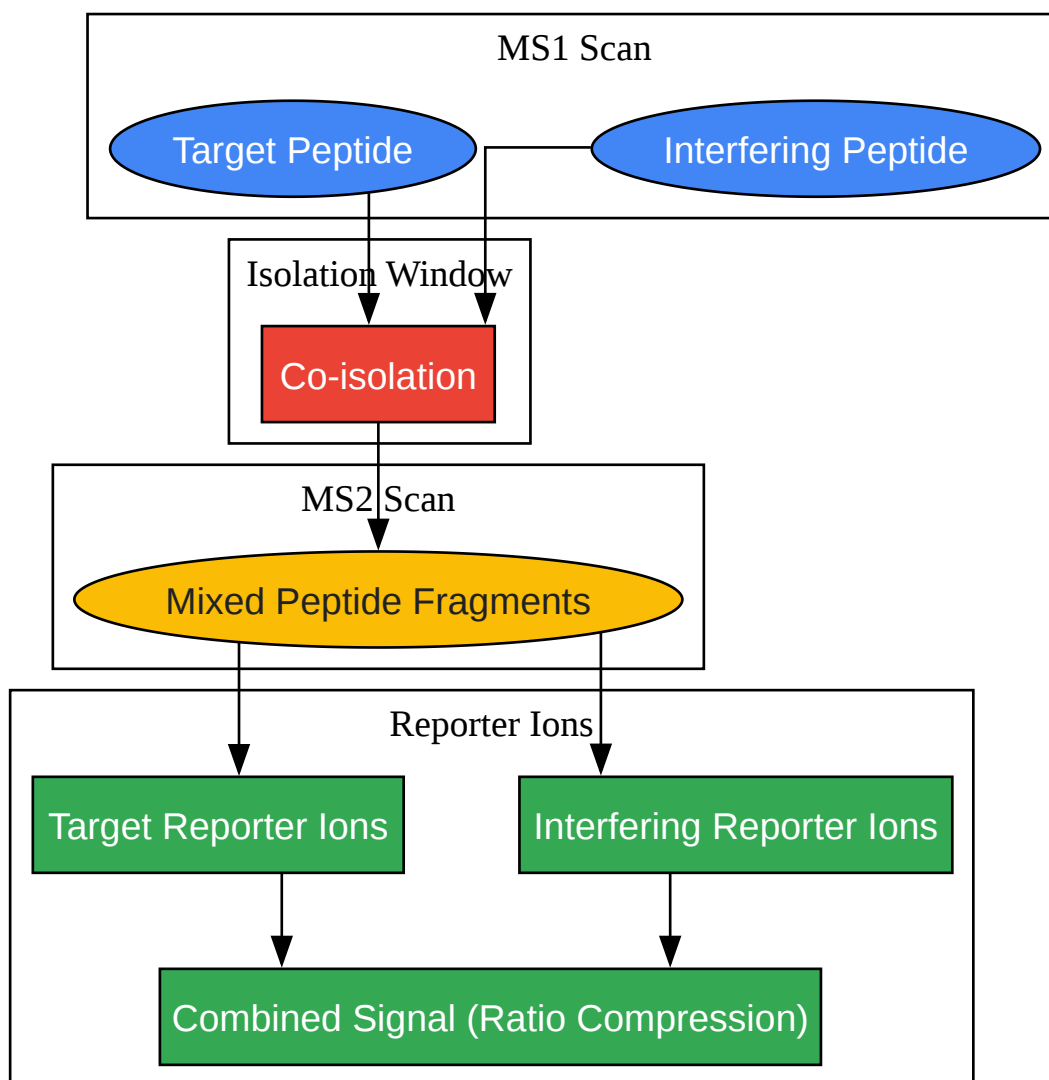 MS1 Scan
Target Peptide
Interfering Peptide
Isolation Window
Co-isolation
MS2 Scan
Mixed Peptide Fragments
Reporter Ions
Target Reporter Ions
Interfering Reporter Ions
Combined Signal (Ratio Compression)